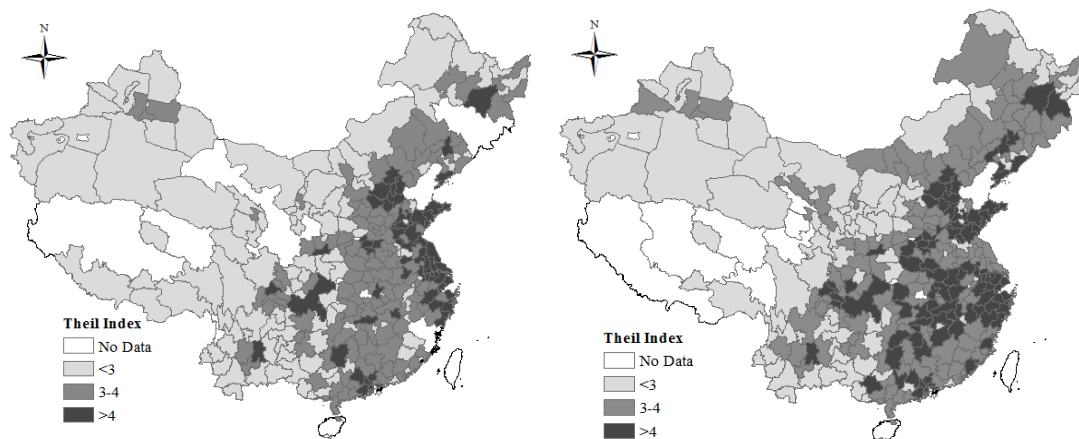 N
Theil Index
No Data
<3
3-4
>4
N
Theil Index
No Data
<3
3-4
>4